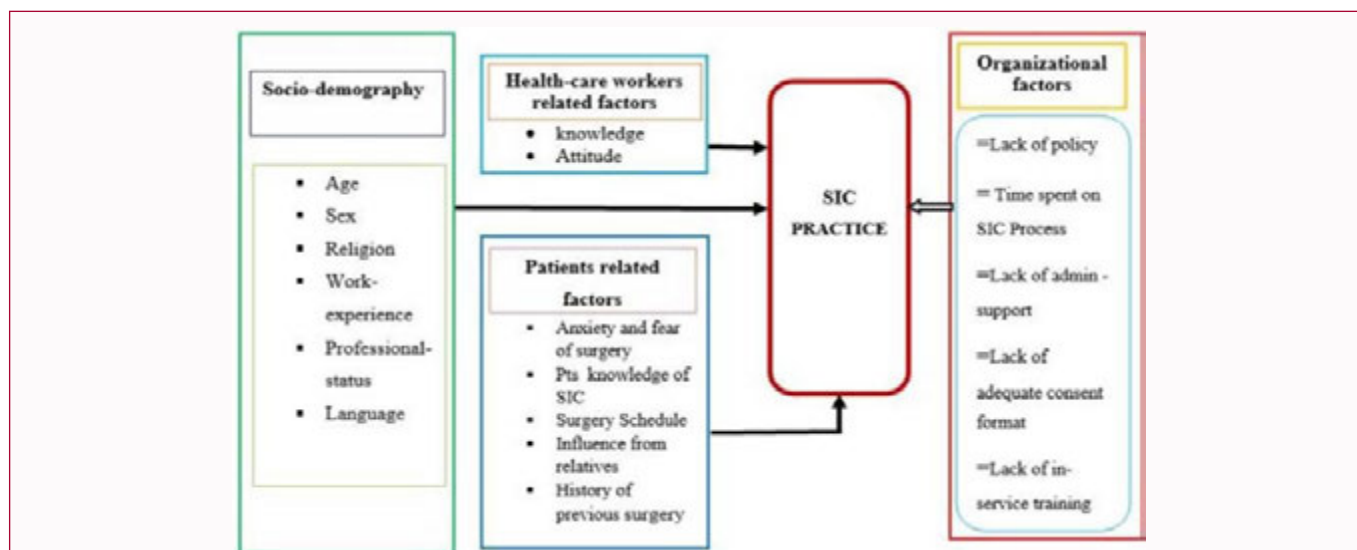 Socio-demography
▪ Age
▪ Sex
▪ Religion
▪ Work-
experience
▪ Professional-
status
▪ Language
Health-care workers
related factors
• knowledge
• Attitude
Patients related
factors
▪ Anxiety and fear
of surgery
▪ Pts knowledge of
SIC
▪ Surgery Schedule
▪ Influence from
relatives
▪ History of
previous surgery
SIC
PRACTICE
Organizational
factors
=Lack of policy
= Time spent on
SIC Process
=Lack of admin -
support
=Lack of
adequate consent
format
=Lack of in-
service training